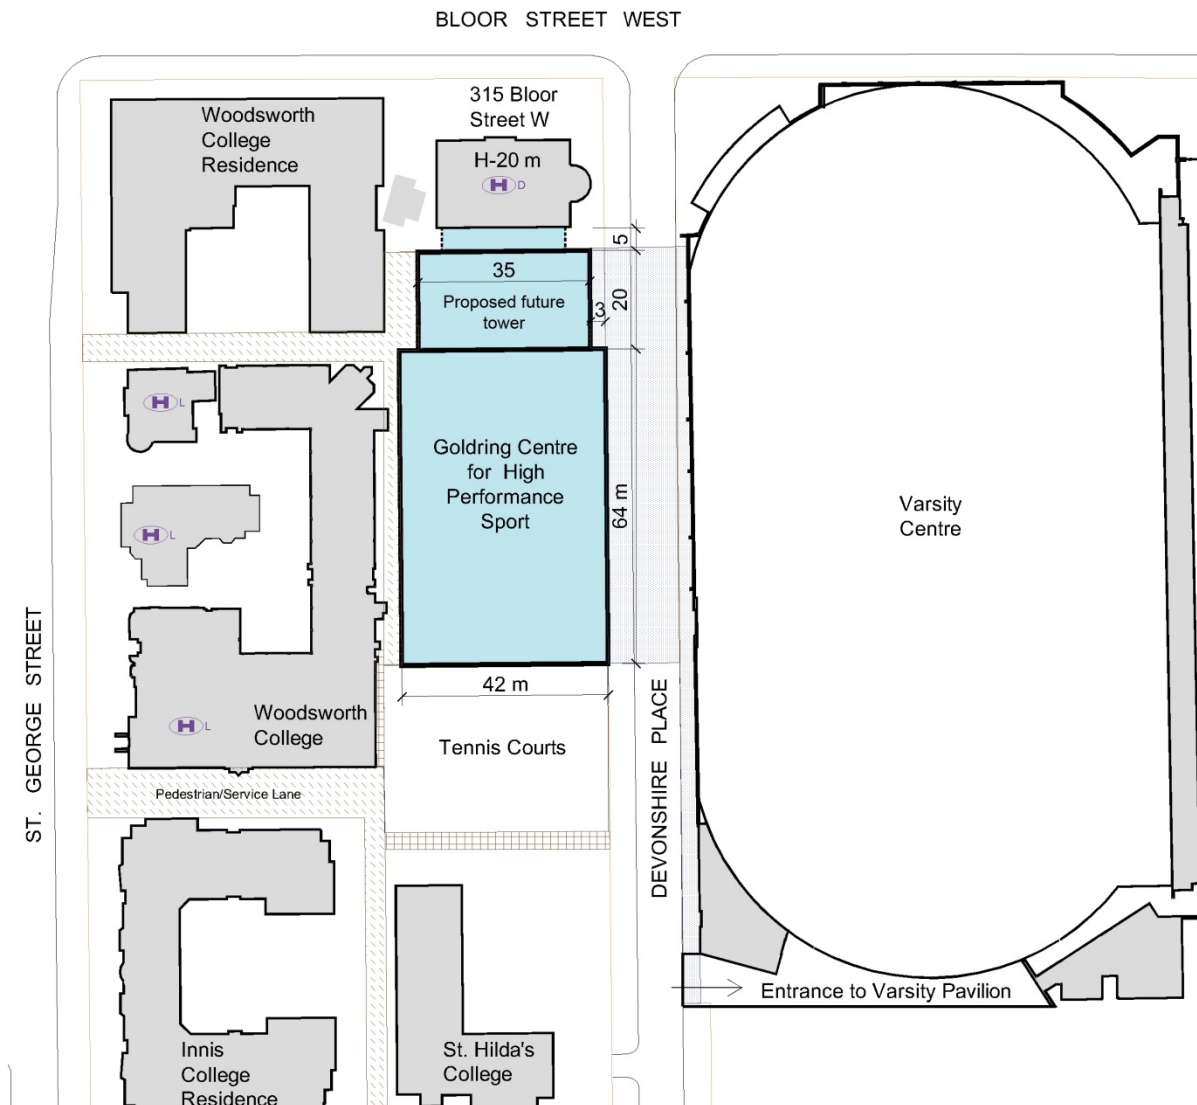 BLOOR STREET WEST
315 Bloor
Street W
Woodsworth
College
Residence
H-20 m
H D
5
35
Proposed future
tower
3
20
H L
Goldring Centre
for High
Performance
Sport
64 m
H L
Varsity
Centre
ST. GEORGE STREET
42 m
H L
Woodsworth
College
Tennis Courts
DEVONSHIRE PLACE
Pedestrian/Service Lane
Entrance to Varsity Pavilion
Innis
College
Residence
St. Hilda's
College